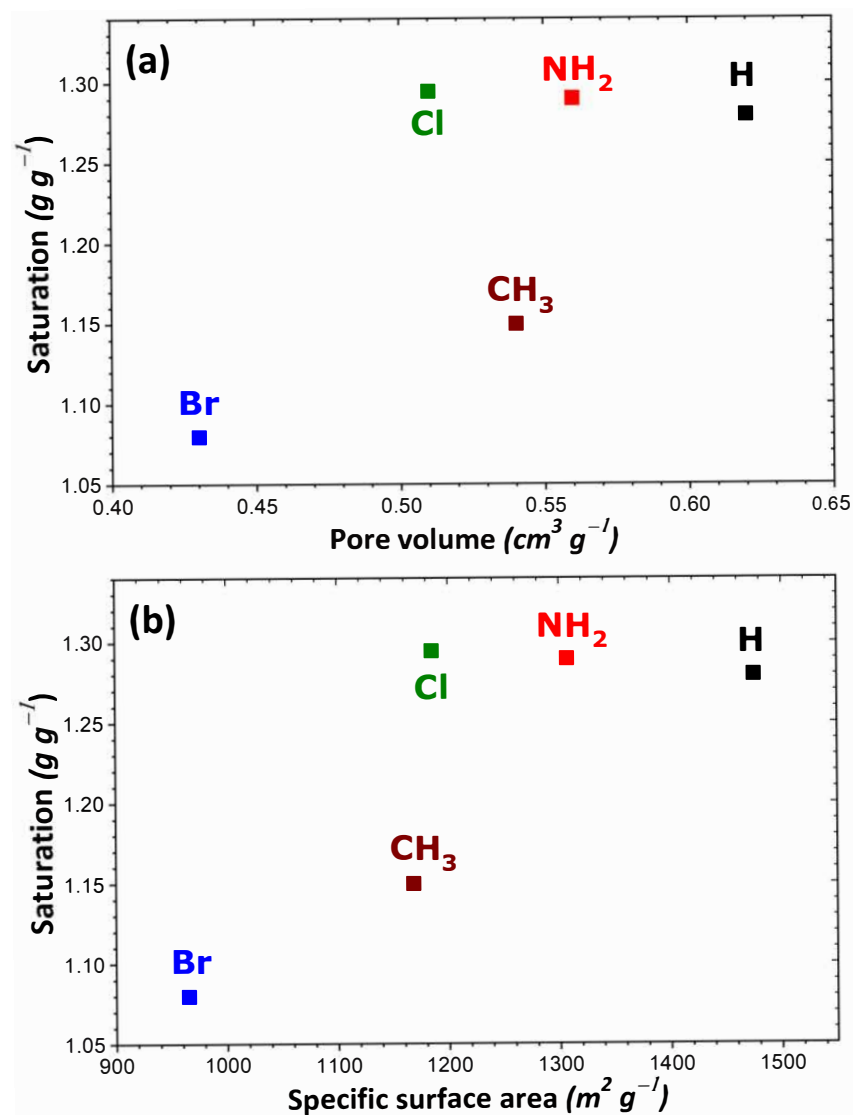 (a)
NH₂
H
1.30
Cl
1.25
1.20
CH₃
1.15
Br
1.10
1.05
Saturation (g g⁻¹)
0.40 0.45 0.50 0.55 0.60 0.65
Pore volume (cm³ g⁻¹)
(b)
NH₂
H
1.30
Cl
1.25
1.20
CH₃
1.15
Br
1.10
1.05
Saturation (g g⁻¹)
900 1000 1100 1200 1300 1400 1500
Specific surface area (m² g⁻¹)